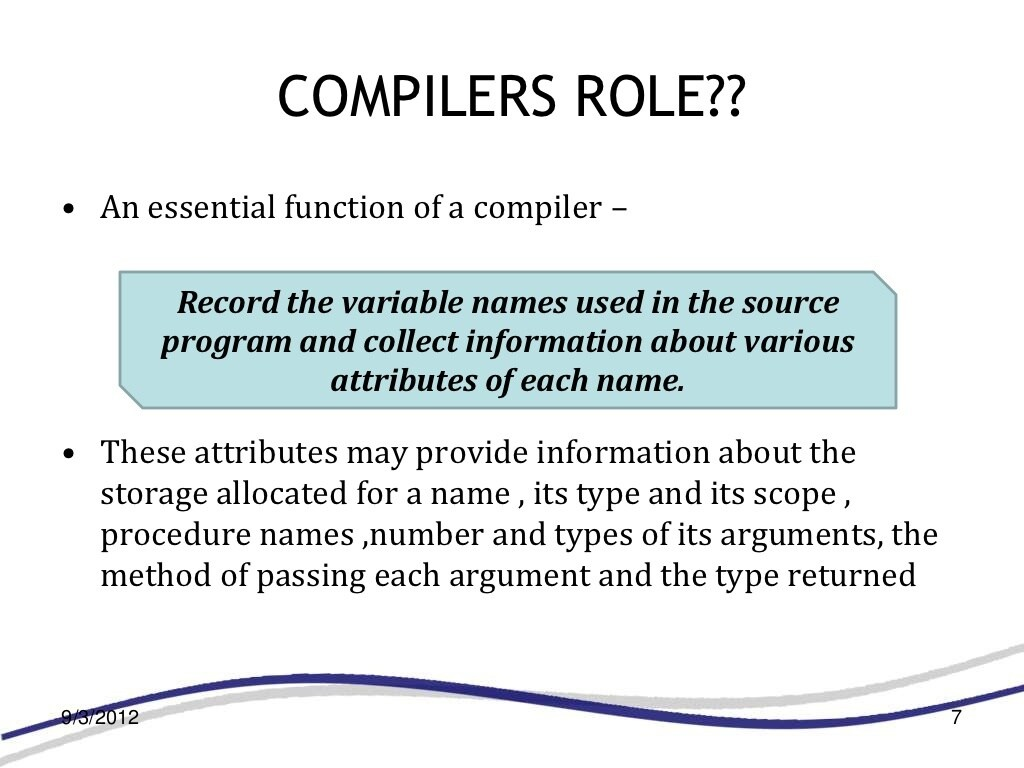 COMPILERS ROLE??
• An essential function of a compiler –
Record the variable names used in the source
program and collect information about various
attributes of each name.
• These attributes may provide information about the
storage allocated for a name , its type and its scope ,
procedure names ,number and types of its arguments, the
method of passing each argument and the type returned
9/3/2012
7